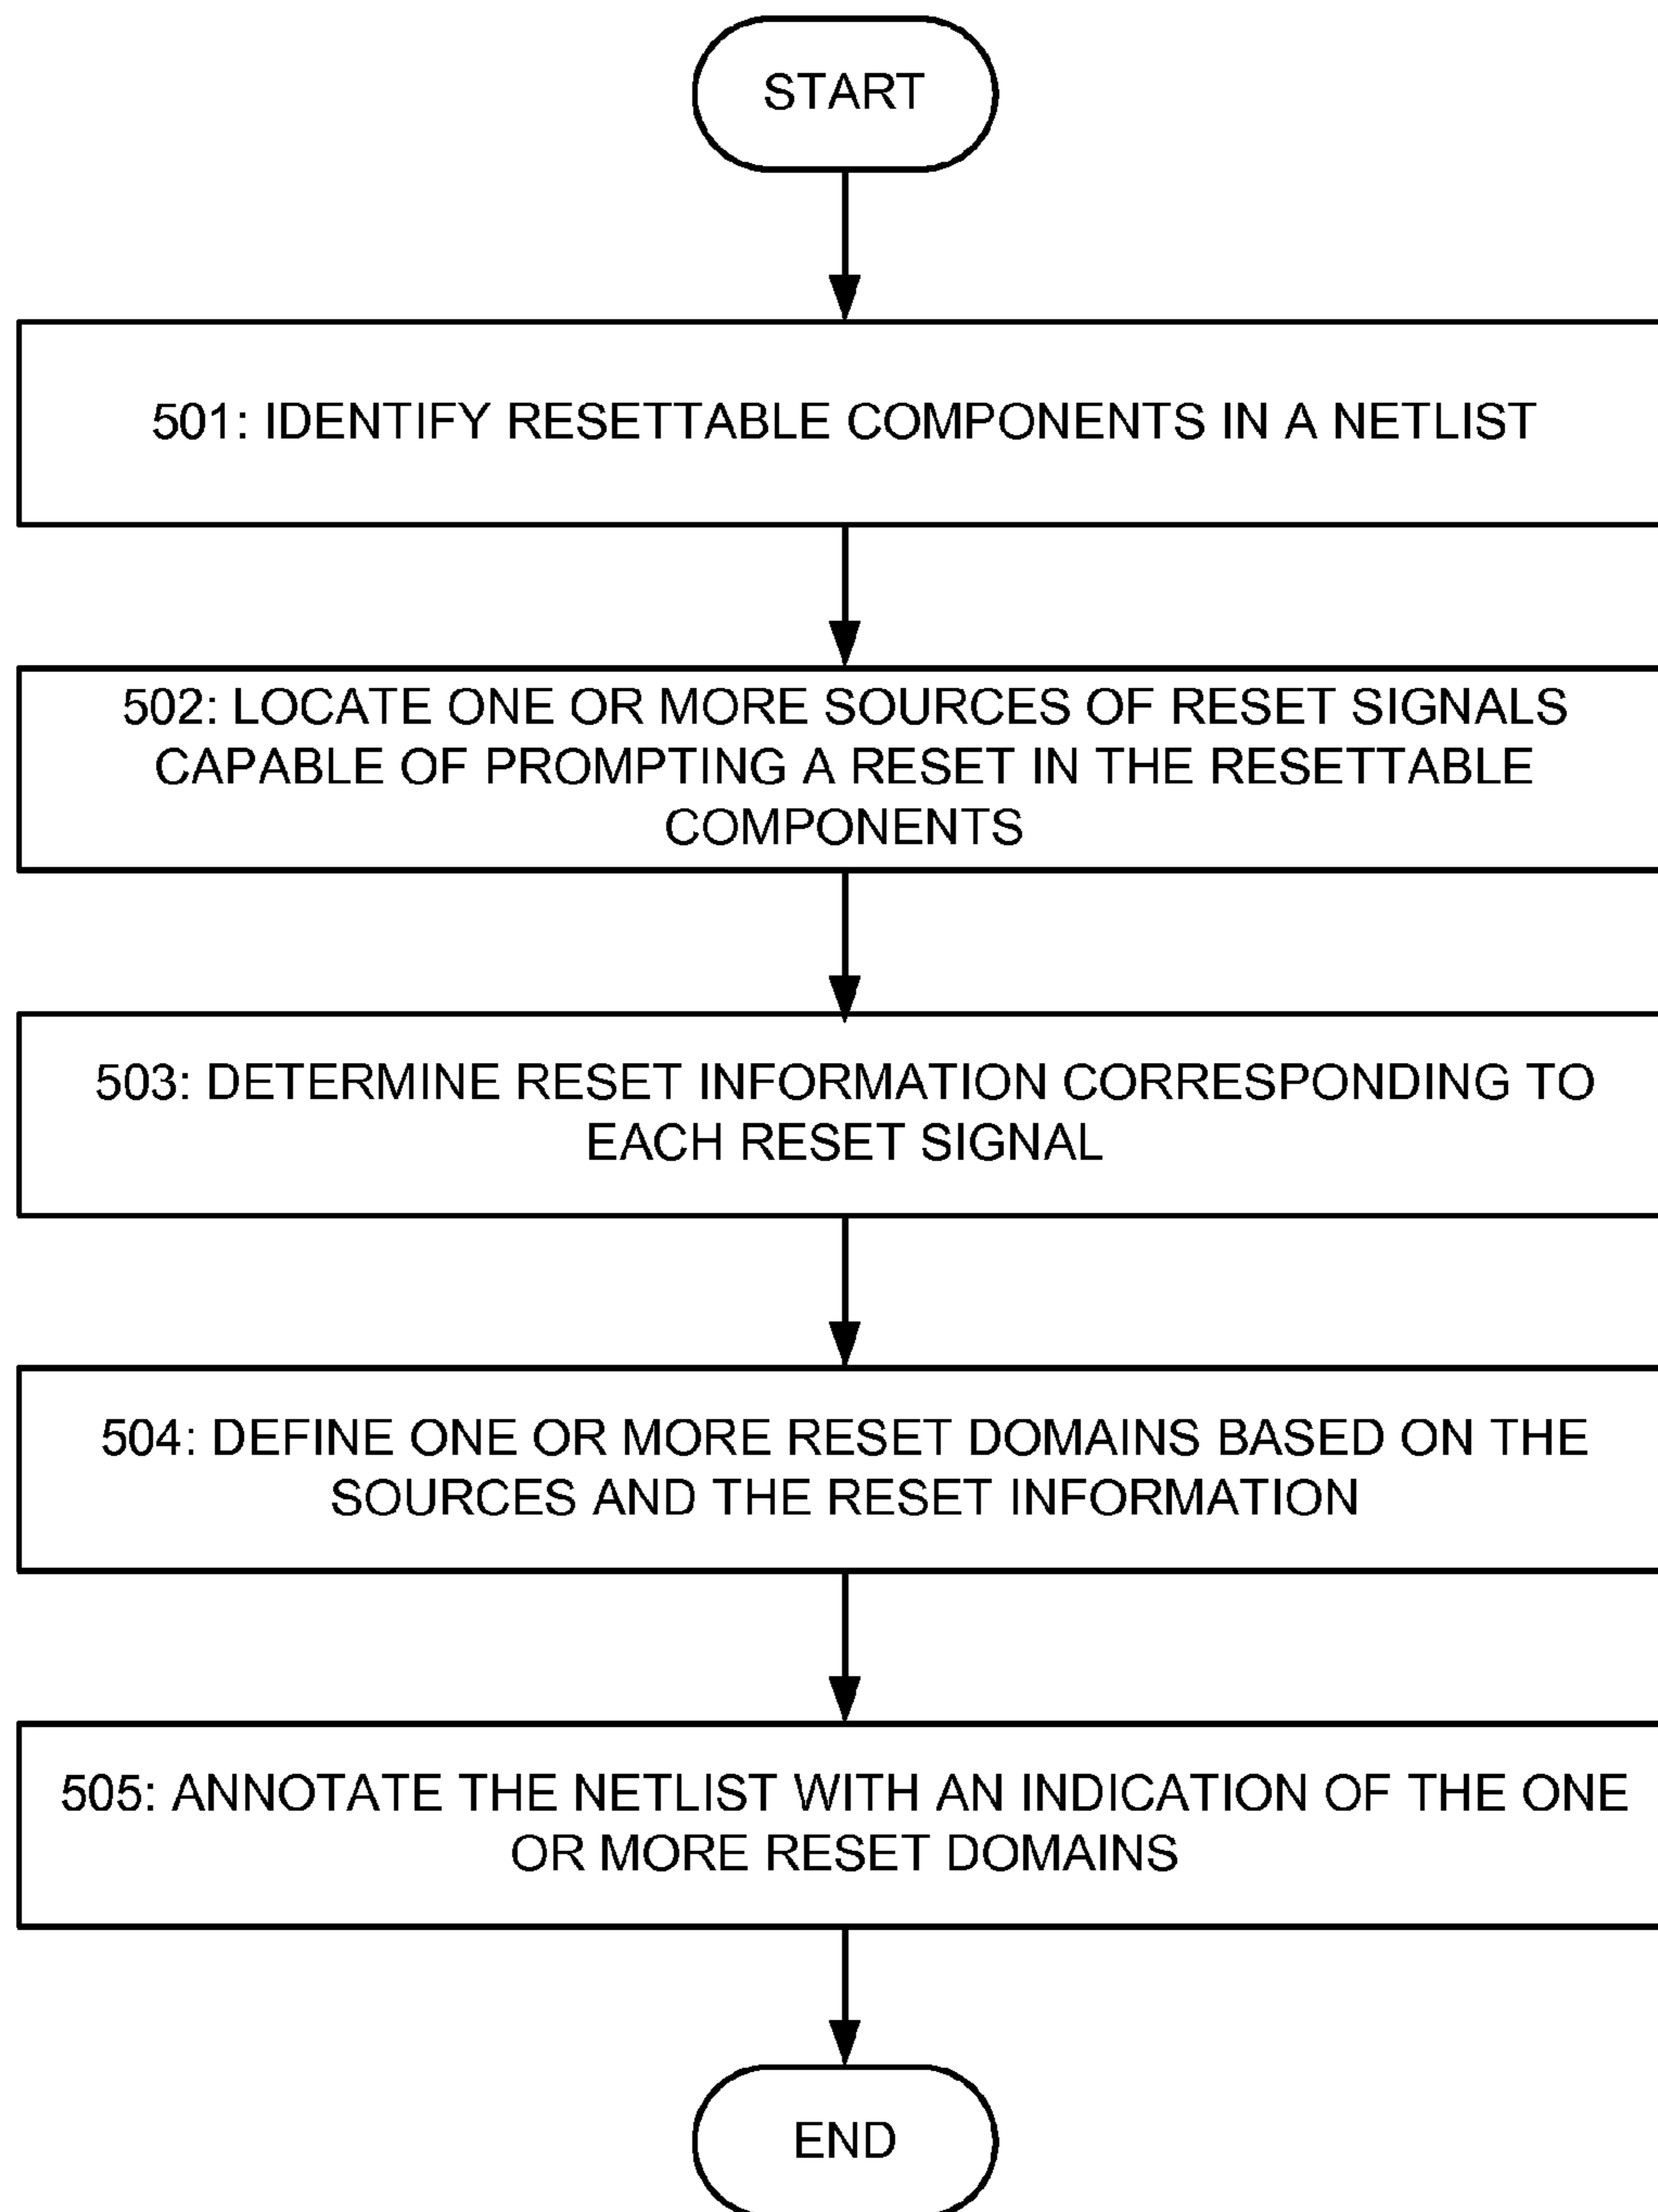 START
501: IDENTIFY RESETTABLE COMPONENTS IN A NETLIST
502: LOCATE ONE OR MORE SOURCES OF RESET SIGNALS
CAPABLE OF PROMPTING A RESET IN THE RESETTABLE
COMPONENTS
503: DETERMINE RESET INFORMATION CORRESPONDING TO
EACH RESET SIGNAL
504: DEFINE ONE OR MORE RESET DOMAINS BASED ON THE
SOURCES AND THE RESET INFORMATION
505: ANNOTATE THE NETLIST WITH AN INDICATION OF THE ONE
OR MORE RESET DOMAINS
END